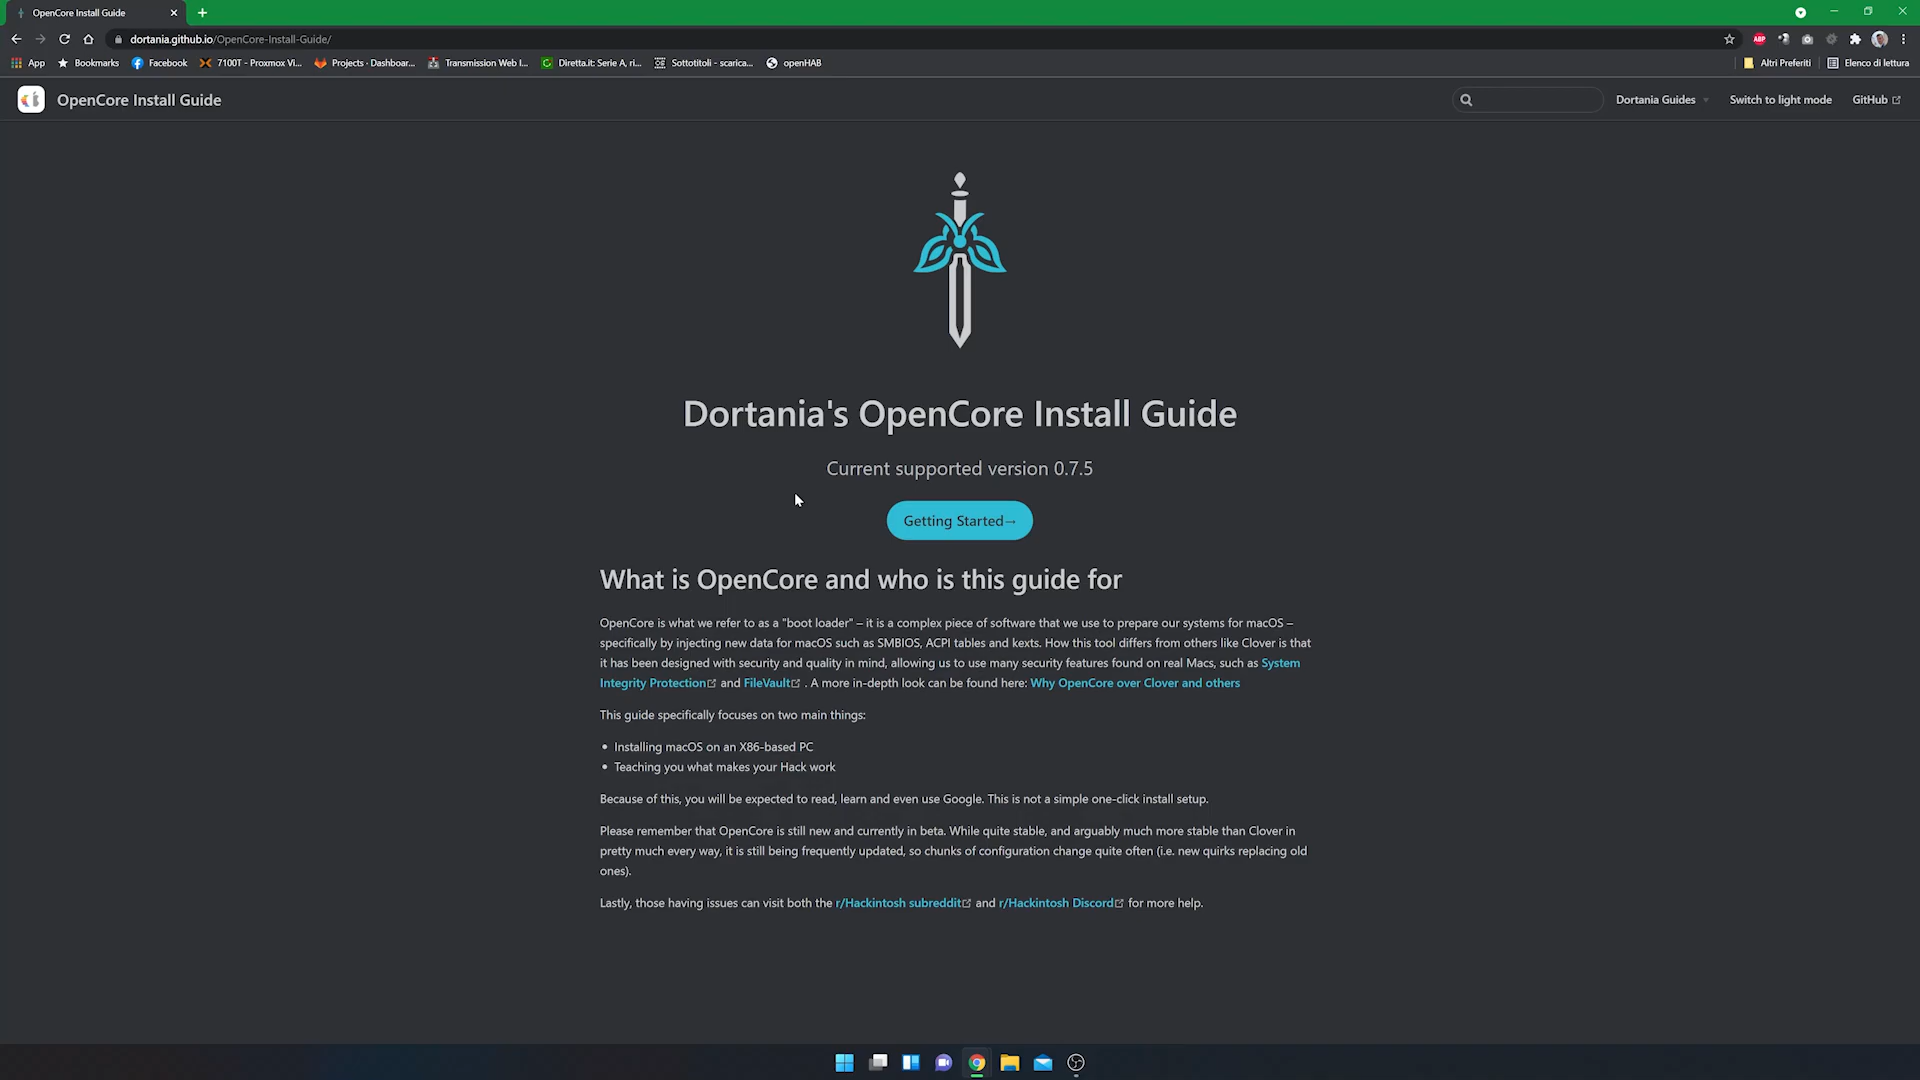 OpenCore Install Guide
dortania.github.io/OpenCore-Install-Guide/
ABP
App Bookmarks Facebook 7100T - Proxmox Vi... Projects · Dashboar... Transmission Web I... Diretta.it: Serie A, ri... Sottotitoli - scarica... openHAB Altri Preferiti Elenco di lettura
OpenCore Install Guide Dortania Guides Switch to light mode GitHub
Dortania's OpenCore Install Guide
Current supported version 0.7.5
Getting Started→
What is OpenCore and who is this guide for
OpenCore is what we refer to as a "boot loader" – it is a complex piece of software that we use to prepare our systems for macOS –
specifically by injecting new data for macOS such as SMBIOS, ACPI tables and kexts. How this tool differs from others like Clover is that
it has been designed with security and quality in mind, allowing us to use many security features found on real Macs, such as System
Integrity Protection and FileVault . A more in-depth look can be found here: Why OpenCore over Clover and others
This guide specifically focuses on two main things:
• Installing macOS on an X86-based PC
• Teaching you what makes your Hack work
Because of this, you will be expected to read, learn and even use Google. This is not a simple one-click install setup.
Please remember that OpenCore is still new and currently in beta. While quite stable, and arguably much more stable than Clover in
pretty much every way, it is still being frequently updated, so chunks of configuration change quite often (i.e. new quirks replacing old
ones).
Lastly, those having issues can visit both the r/Hackintosh subreddit and r/Hackintosh Discord for more help.